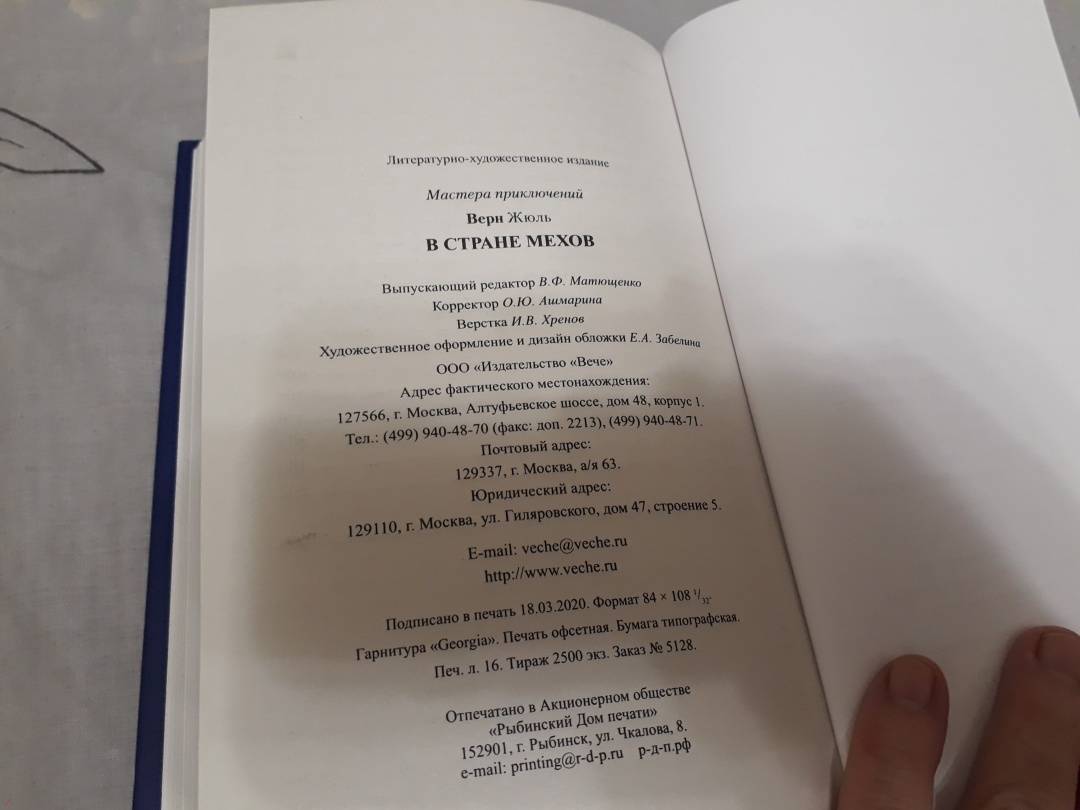 Литературно-художественное издание
Мастера приключений
Верн Жюль
В СТРАНЕ МЕХОВ
Выпускающий редактор В.Ф. Матющенко
Корректор О.Ю. Ашмарина
Верстка И.В. Хренов
Художественное оформление и дизайн обложки Е.А. Забелина
ООО «Издательство «Вече»
Адрес фактического местонахождения:
127566, г. Москва, Алтуфьевское шоссе, дом 48, корпус 1.
Тел.: (499) 940-48-70 (факс: доп. 2213), (499) 940-48-71.
Почтовый адрес:
129337, г. Москва, а/я 63.
Юридический адрес:
129110, г. Москва, ул. Гиляровского, дом 47, строение 5.
E-mail: veche@veche.ru
http://www.veche.ru
Подписано в печать 18.03.2020. Формат 84 × 108 1/32.
Гарнитура «Georgia». Печать офсетная. Бумага типографская.
Печ. л. 16. Тираж 2500 экз. Заказ № 5128.
Отпечатано в Акционерном обществе
«Рыбинский Дом печати»
152901, г. Рыбинск, ул. Чкалова, 8.
e-mail: printing@r-d-p.ru р-д-п.рф